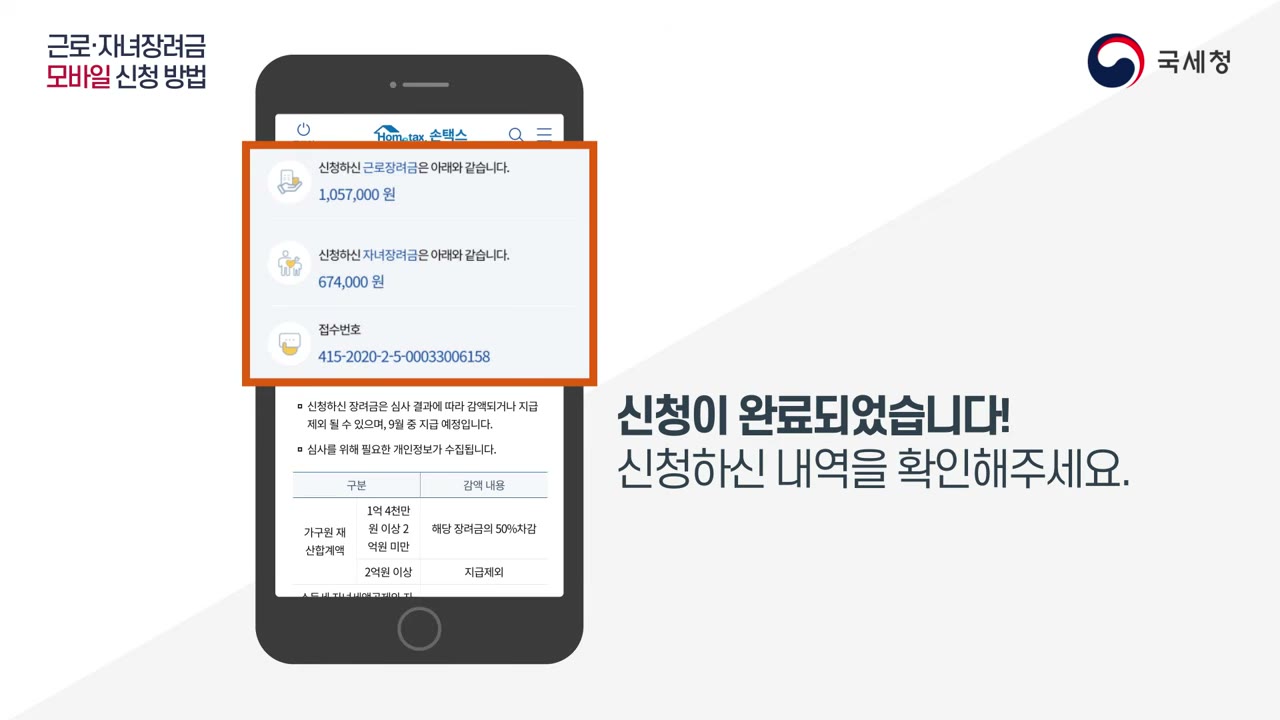 근로·자녀장려금
모바일 신청 방법
국세청
Hometax. 손택스
신청하신 근로장려금은 아래와 같습니다.
1,057,000 원
신청하신 자녀장려금은 아래와 같습니다.
674,000 원
접수번호
415-2020-2-5-00033006158
신청하신 장려금은 심사 결과에 따라 감액되거나 지급
제외 될 수 있으며, 9월 중 지급 예정입니다.
심사를 위해 필요한 개인정보가 수집됩니다.
구분
감액 내용
가구원 재
산합계액
1억 4천만
원 이상 2
억원 미만
해당 장려금의 50%차감
2억원 이상
지급제외
신청이 완료되었습니다!
신청하신 내역을 확인해주세요.